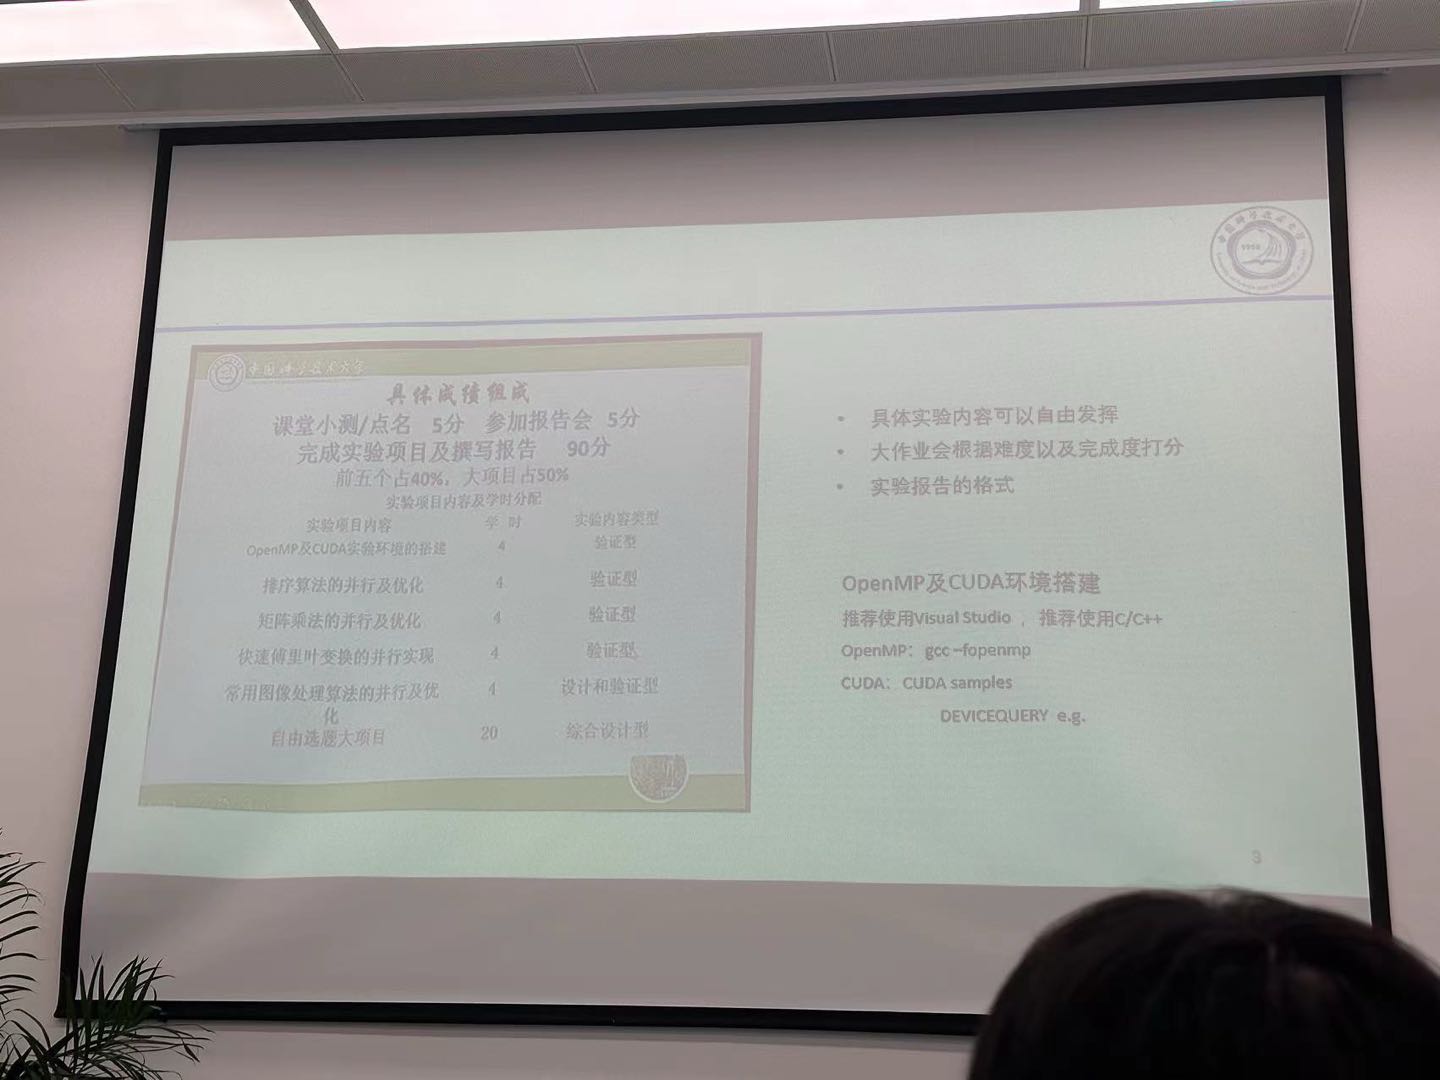 中国科学技术大学
1958
中国科学技术大学
具体成绩组成
课堂小测/点名 5分 参加报告会 5分
完成实验项目及撰写报告 90分
前五个占40%，大项目占50%
实验项目内容及学时分配
实验项目内容 学 时 实验内容类型
OpenMP及CUDA实验环境的搭建 4 验证型
排序算法的并行及优化 4 验证型
矩阵乘法的并行及优化 4 验证型
快速傅里叶变换的并行实现 4 验证型
常用图像处理算法的并行及优 4 设计和验证型
化
自由选题大项目 20 综合设计型
• 具体实验内容可以自由发挥
• 大作业会根据难度以及完成度打分
• 实验报告的格式
OpenMP及CUDA环境搭建
推荐使用Visual Studio ，推荐使用C/C++
OpenMP：gcc –fopenmp
CUDA：CUDA samples
DEVICEQUERY e.g.
3